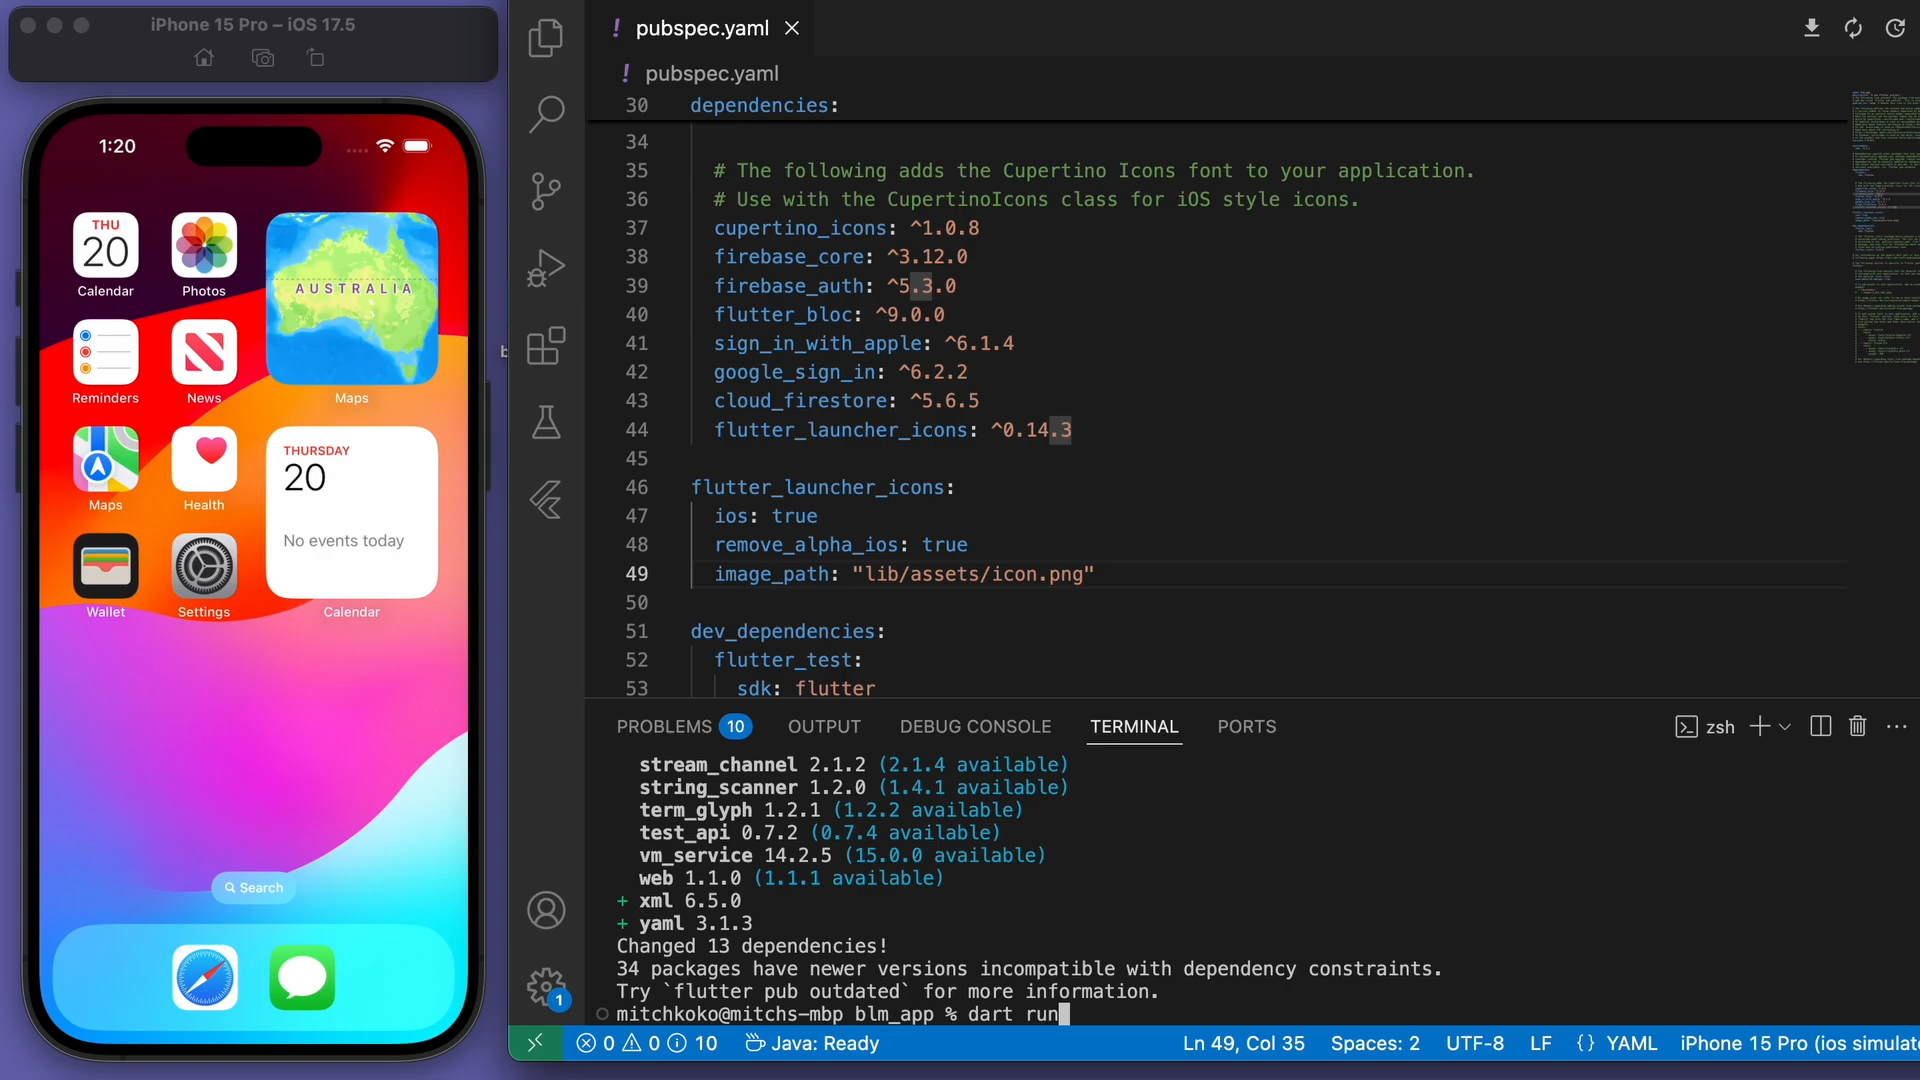 iPhone 15 Pro – iOS 17.5
1:20
THU
20
Calendar
Photos
AUSTRALIA
Maps
Reminders
News
Maps
Health
THURSDAY
20
No events today
Calendar
Wallet
Settings
Search
! pubspec.yaml
! pubspec.yaml
30 dependencies:
34
35 # The following adds the Cupertino Icons font to your application.
36 # Use with the CupertinoIcons class for iOS style icons.
37 cupertino_icons: ^1.0.8
38 firebase_core: ^3.12.0
39 firebase_auth: ^5.3.0
40 flutter_bloc: ^9.0.0
41 sign_in_with_apple: ^6.1.4
42 google_sign_in: ^6.2.2
43 cloud_firestore: ^5.6.5
44 flutter_launcher_icons: ^0.14.3
45
46 flutter_launcher_icons:
47 ios: true
48 remove_alpha_ios: true
49 image_path: "lib/assets/icon.png"
50
51 dev_dependencies:
52 flutter_test:
53 sdk: flutter
PROBLEMS 10 OUTPUT DEBUG CONSOLE TERMINAL PORTS zsh
stream_channel 2.1.2 (2.1.4 available)
string_scanner 1.2.0 (1.4.1 available)
term_glyph 1.2.1 (1.2.2 available)
test_api 0.7.2 (0.7.4 available)
vm_service 14.2.5 (15.0.0 available)
web 1.1.0 (1.1.1 available)
+ xml 6.5.0
+ yaml 3.1.3
Changed 13 dependencies!
34 packages have newer versions incompatible with dependency constraints.
Try `flutter pub outdated` for more information.
mitchkoko@mitchs-mbp blm_app % dart run
1
0 0 10 Java: Ready Ln 49, Col 35 Spaces: 2 UTF-8 LF {} YAML iPhone 15 Pro (ios simulat